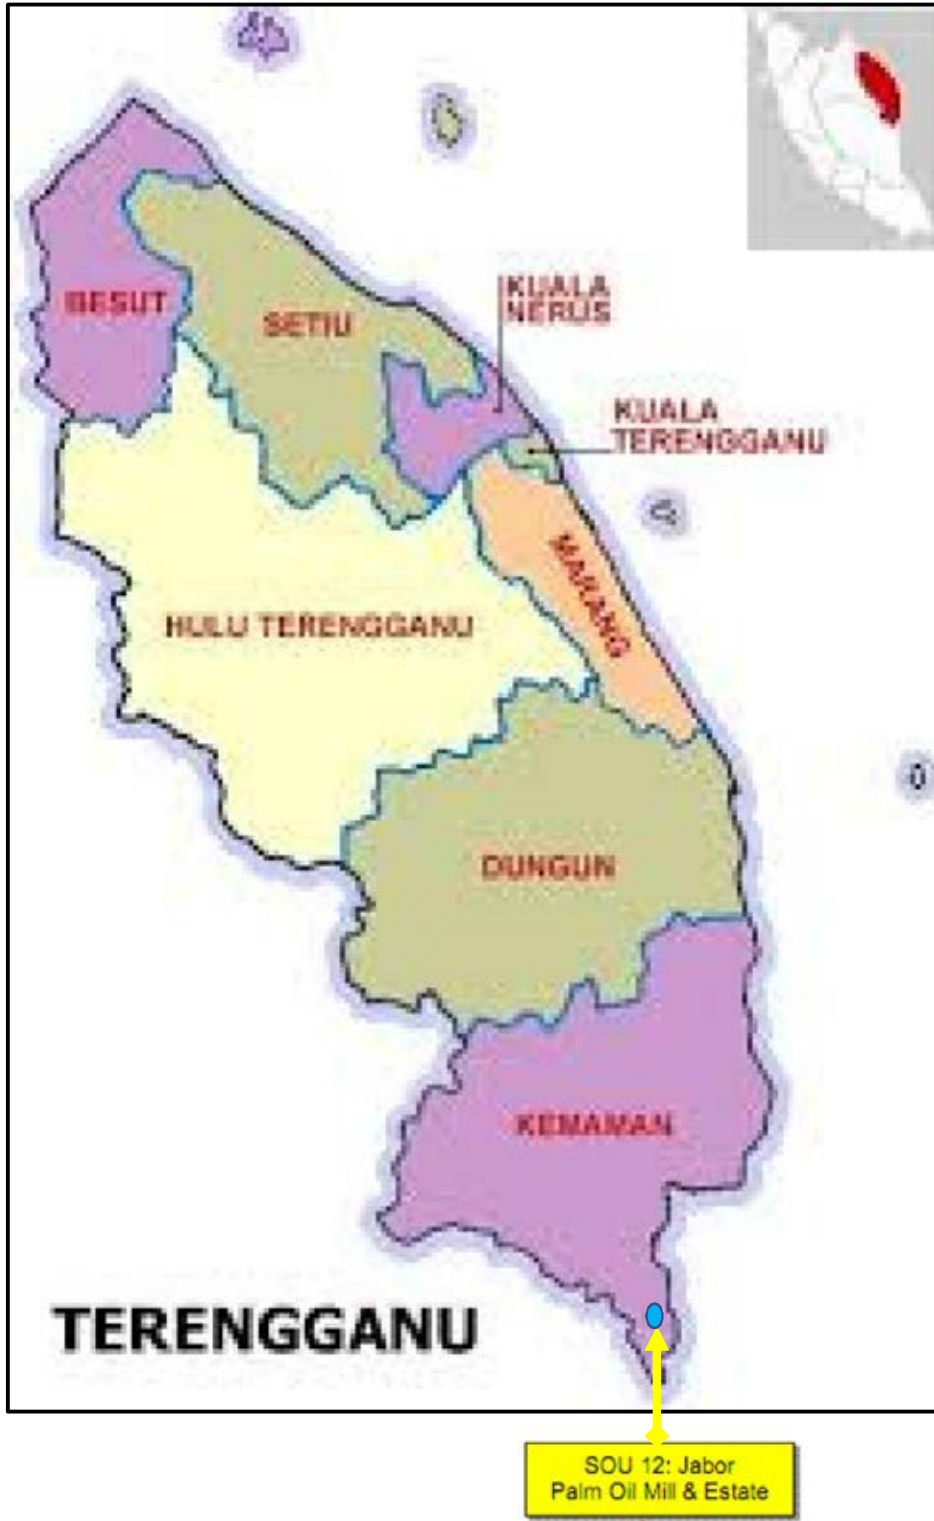 BESUT
SETIU
KUALA
NERUS
KUALA
TERENGGANU
MARANG
HULU TERENGGANU
DUNGUN
KEMAMAN
TERENGGANU
SOU 12: Jabor
Palm Oil Mill & Estate